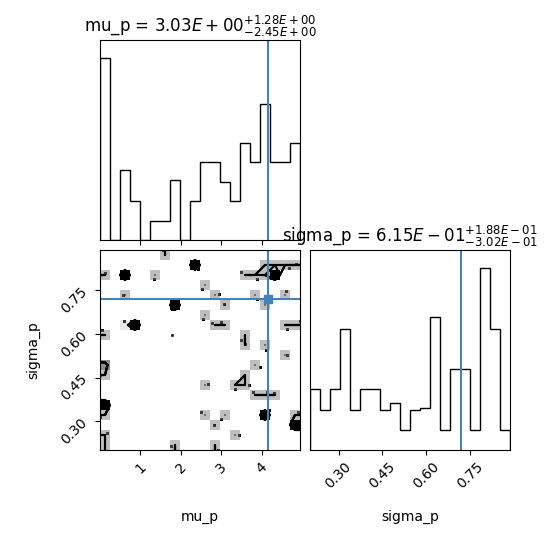 mu_p = 3.03E + 00+1.28E+00−2.45E+00
sigma_p = 6.15E − 01+1.88E−01−3.02E−01
sigma_p
0.75
0.60
0.45
0.30
1 2 3 4
0.30 0.45 0.60 0.75
mu_p
sigma_p